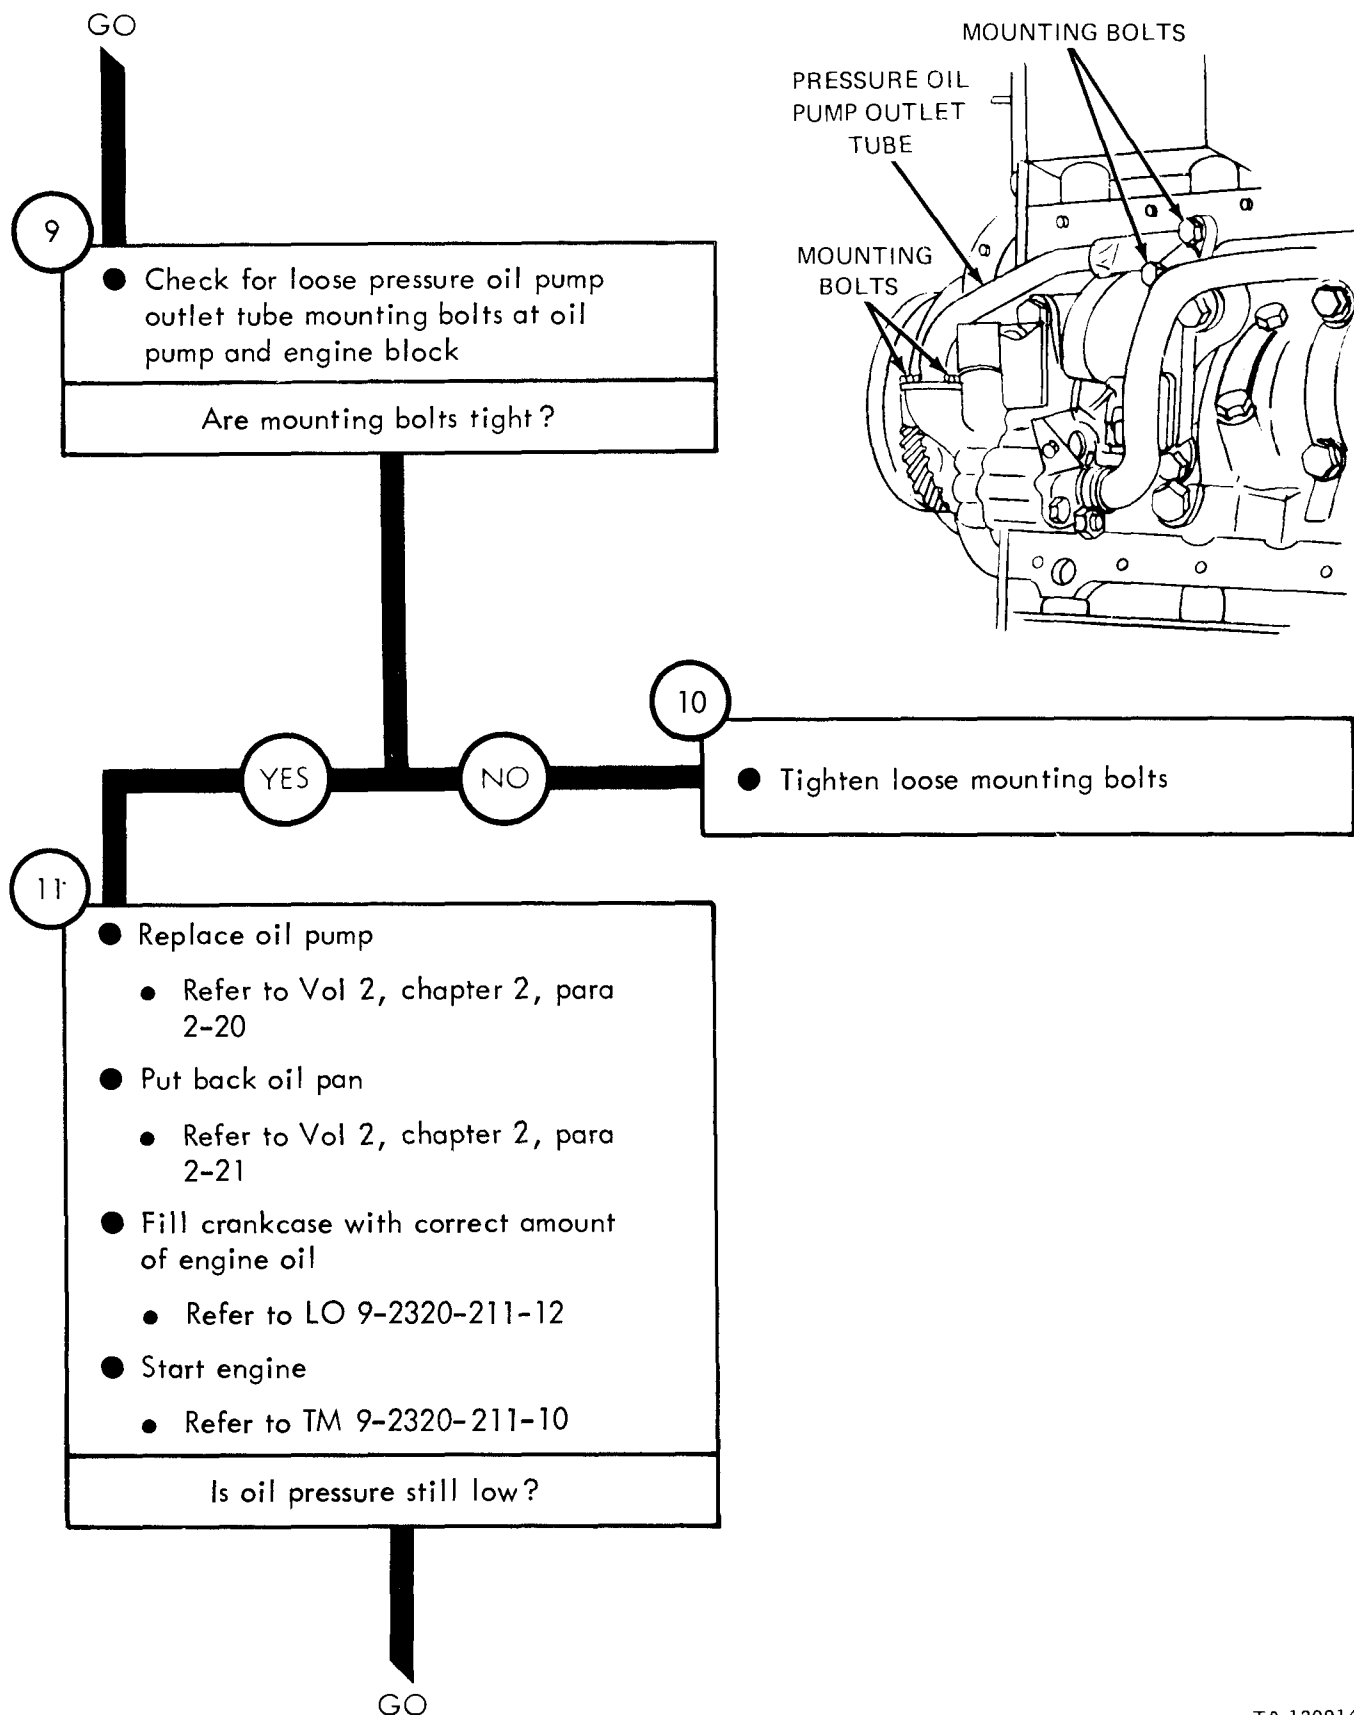 GO
MOUNTING BOLTS
PRESSURE OIL
PUMP OUTLET
TUBE
MOUNTING
BOLTS
9
● Check for loose pressure oil pump
outlet tube mounting bolts at oil
pump and engine block
Are mounting bolts tight?
YES
NO
10
● Tighten loose mounting bolts
11
● Replace oil pump
● Refer to Vol 2, chapter 2, para
2-20
● Put back oil pan
● Refer to Vol 2, chapter 2, para
2-21
● Fill crankcase with correct amount
of engine oil
● Refer to LO 9-2320-211-12
● Start engine
● Refer to TM 9-2320-211-10
Is oil pressure still low?
GO